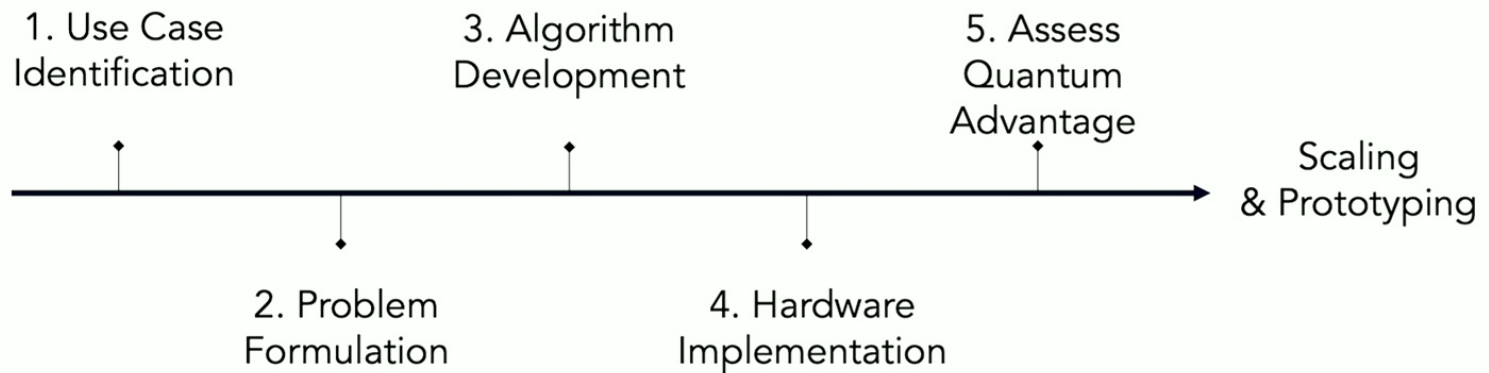 1. Use Case
Identification
2. Problem
Formulation
3. Algorithm
Development
4. Hardware
Implementation
5. Assess
Quantum
Advantage
Scaling
& Prototyping